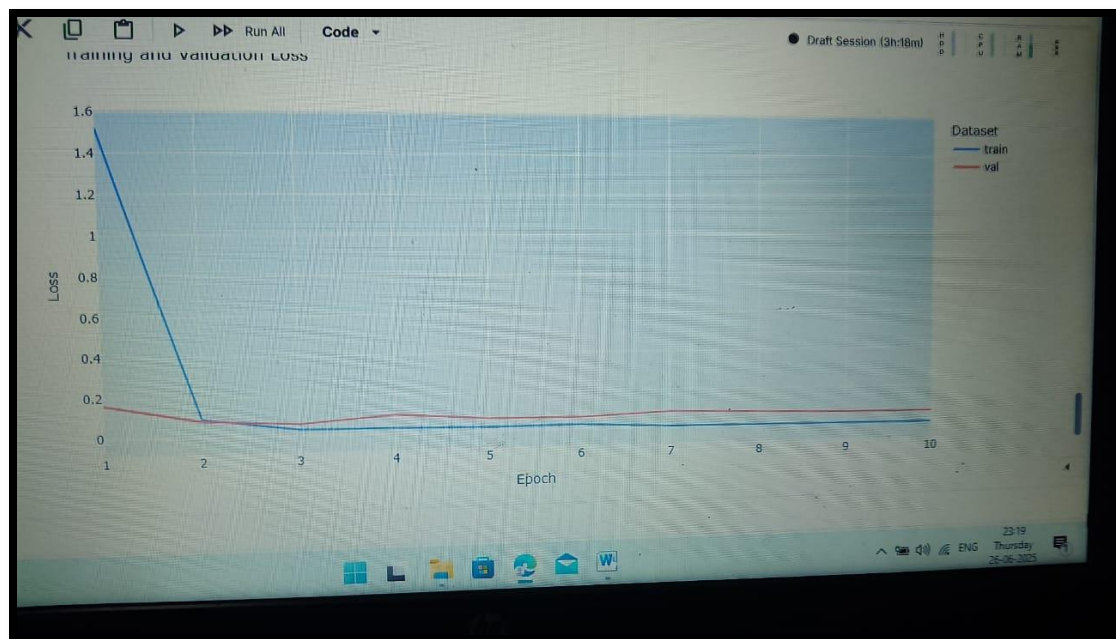 Run All Code Draft Session (3h:18m)
Training and Validation Loss
Dataset
train
val
1.6
1.4
1.2
1
0.8
0.6
0.4
0.2
0
Loss
1 2 3 4 5 6 7 8 9 10
Epoch
ENG
23:19
Thursday
26-06-2025